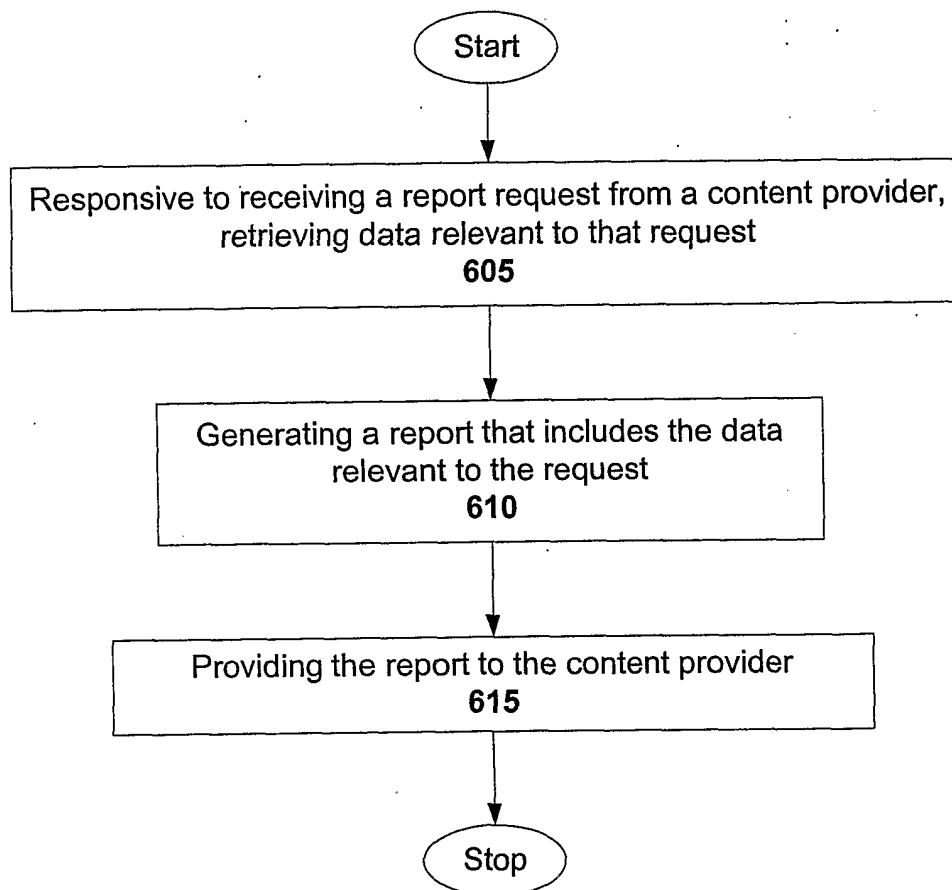 Start
Responsive to receiving a report request from a content provider,
retrieving data relevant to that request
605
Generating a report that includes the data
relevant to the request
610
Providing the report to the content provider
615
Stop